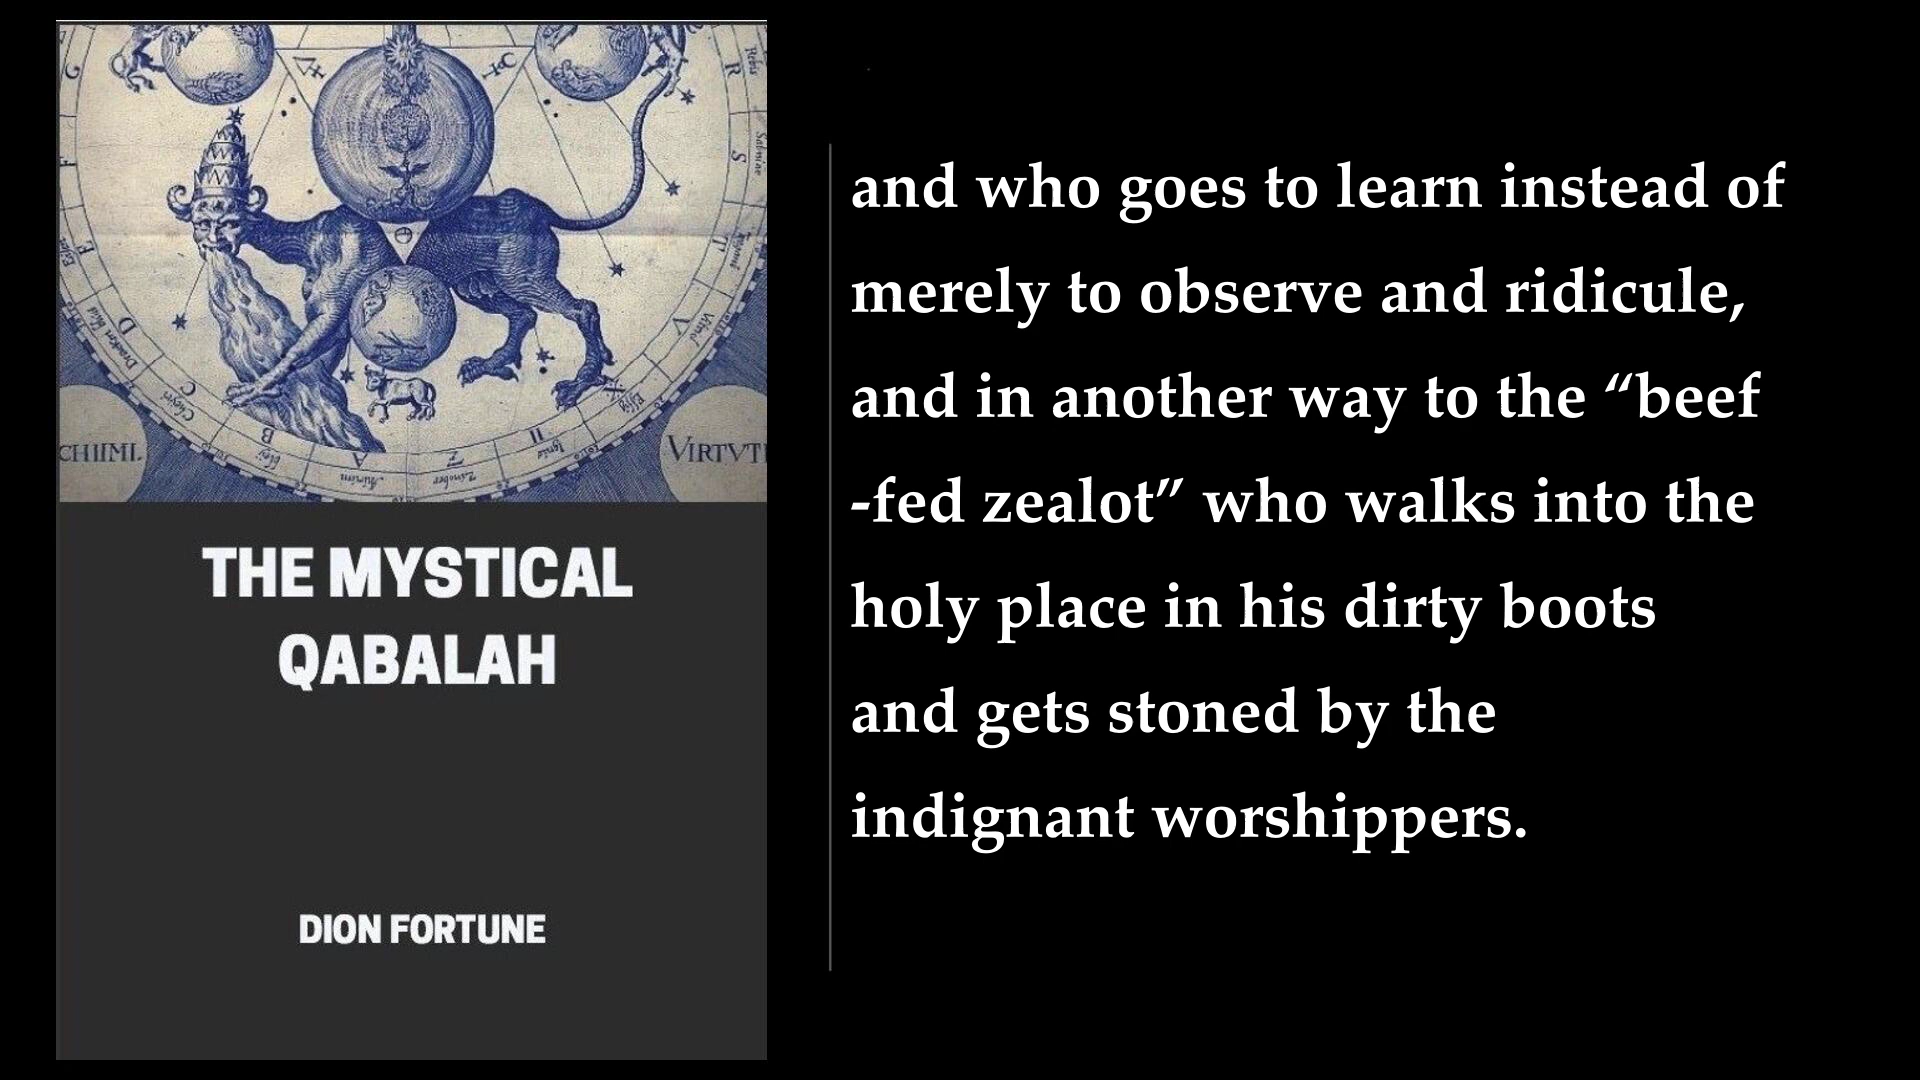 CHIIMI.
VIRTVTI
THE MYSTICAL
QABALAH
DION FORTUNE
and who goes to learn instead of
merely to observe and ridicule,
and in another way to the “beef
-fed zealot” who walks into the
holy place in his dirty boots
and gets stoned by the
indignant worshippers.